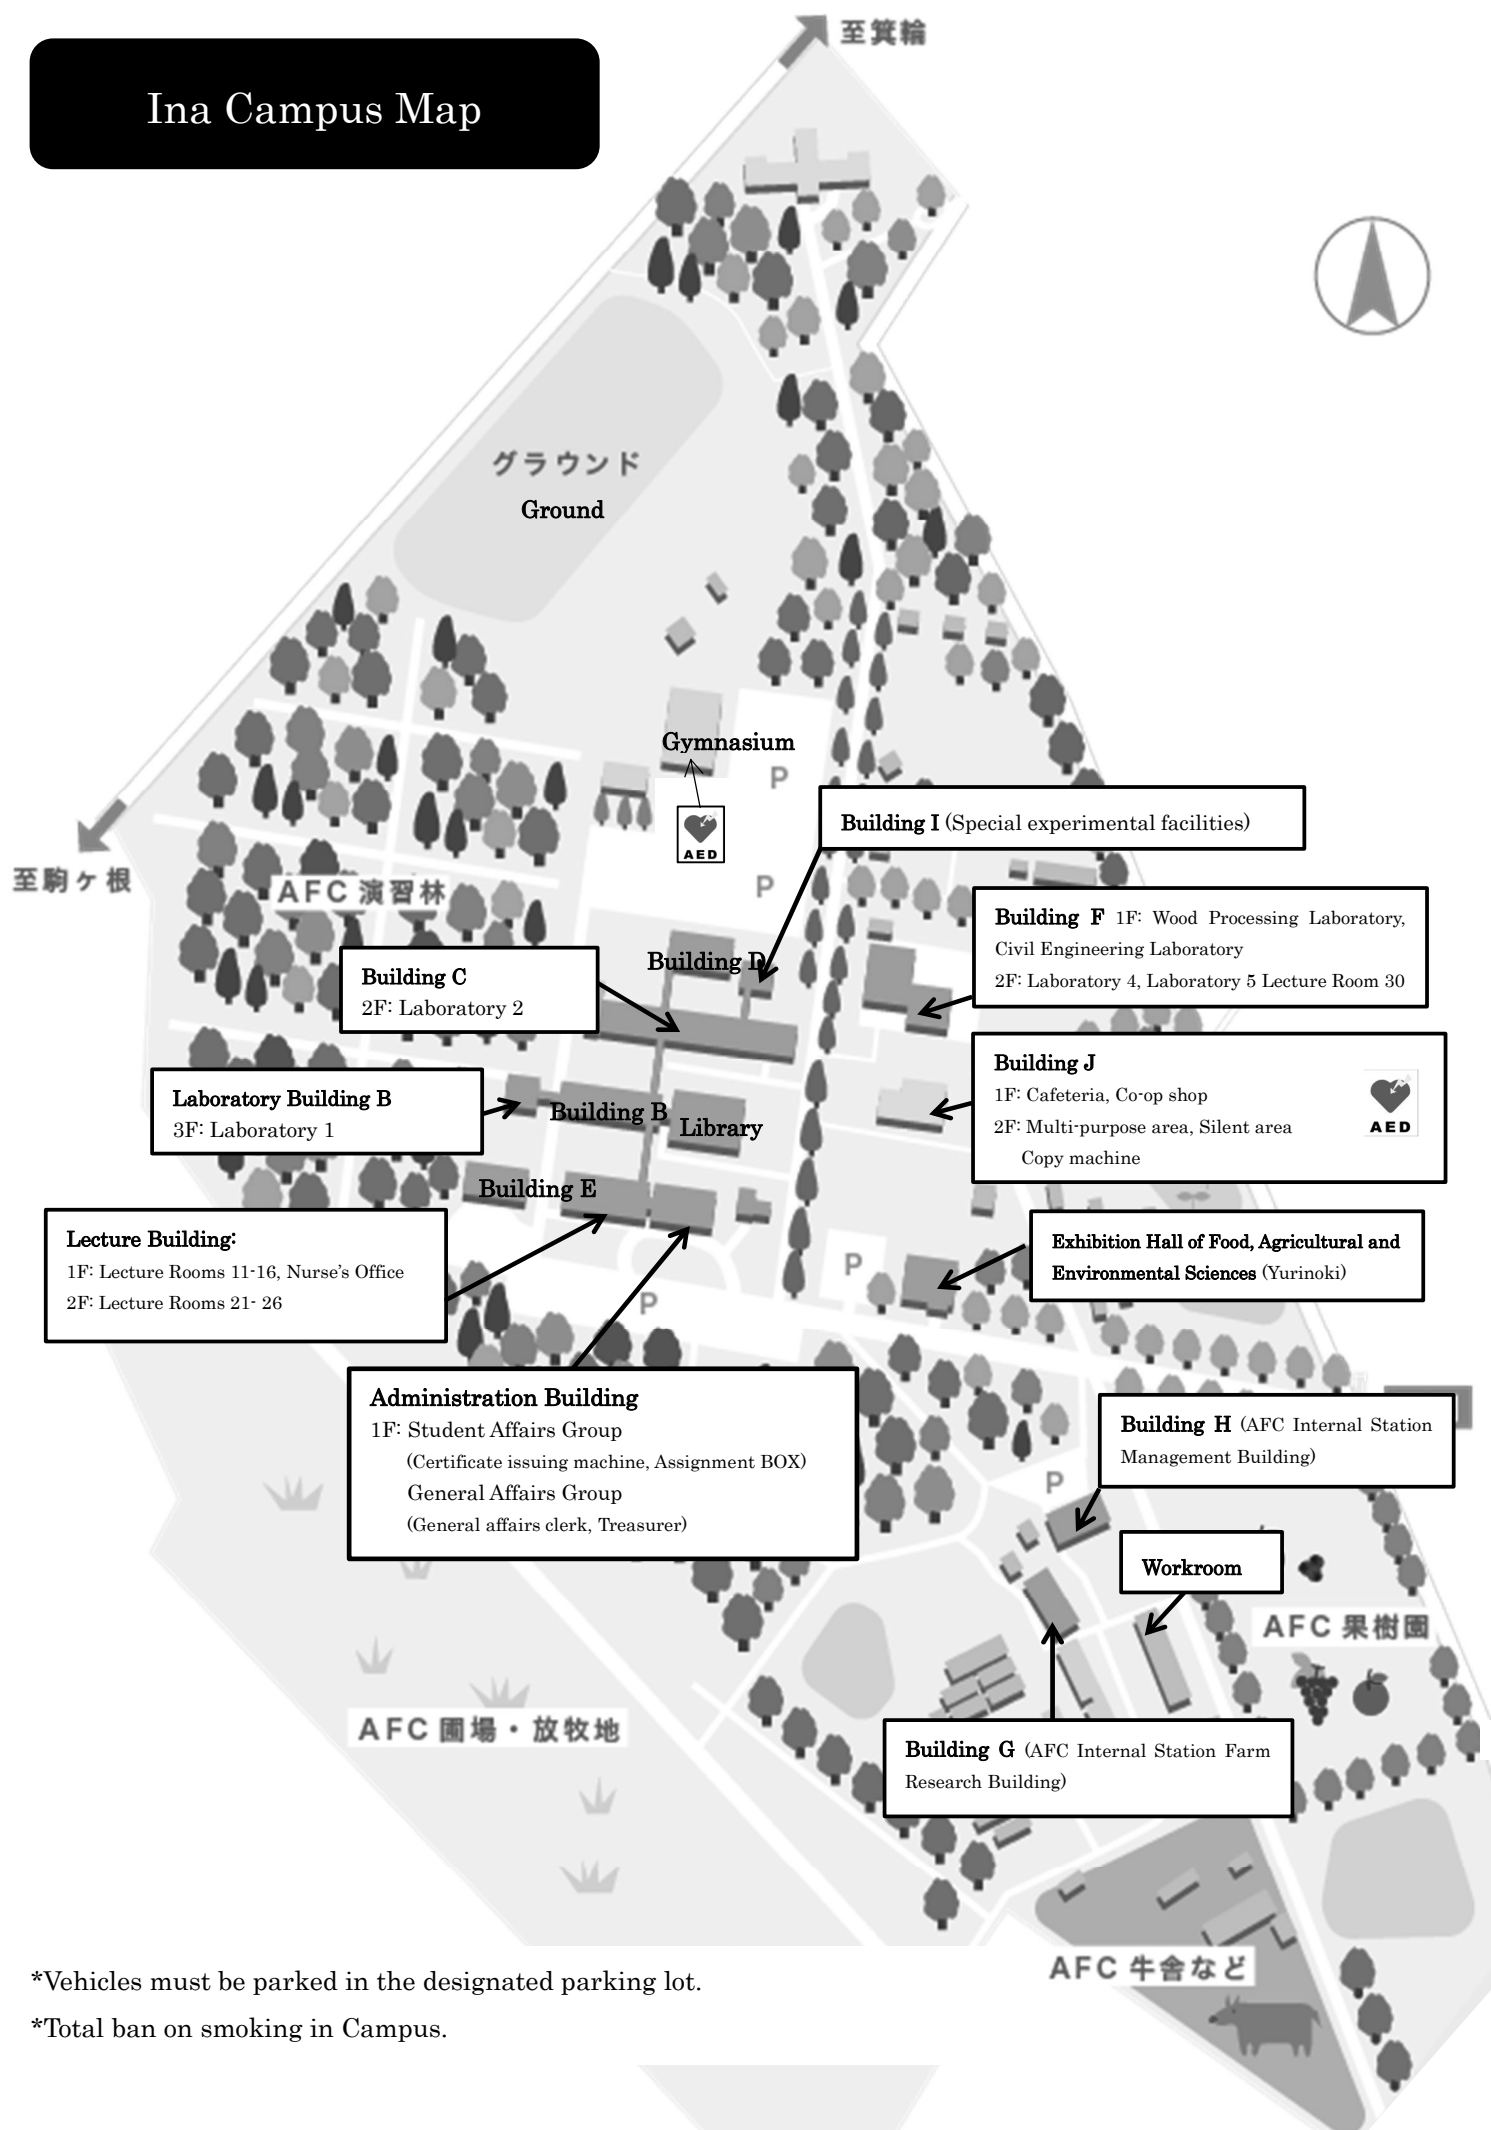 至箕輪
Ina Campus Map
グラウンド
Ground
Gymnasium
P
AED
Building I (Special experimental facilities)
至駒ヶ根
AFC 演習林
P
Building F 1F: Wood Processing Laboratory,
Civil Engineering Laboratory
2F: Laboratory 4, Laboratory 5 Lecture Room 30
Building D
Building C
2F: Laboratory 2
Building J
1F: Cafeteria, Co-op shop
2F: Multi-purpose area, Silent area
Copy machine
AED
Laboratory Building B
3F: Laboratory 1
Building B
Library
Building E
Lecture Building:
1F: Lecture Rooms 11-16, Nurse's Office
2F: Lecture Rooms 21- 26
Exhibition Hall of Food, Agricultural and
Environmental Sciences (Yurinoki)
P
P
Administration Building
1F: Student Affairs Group
(Certificate issuing machine, Assignment BOX)
General Affairs Group
(General affairs clerk, Treasurer)
Building H (AFC Internal Station
Management Building)
P
Workroom
AFC 果樹園
AFC 圃場・放牧地
Building G (AFC Internal Station Farm
Research Building)
AFC 牛舎など
*Vehicles must be parked in the designated parking lot.
*Total ban on smoking in Campus.